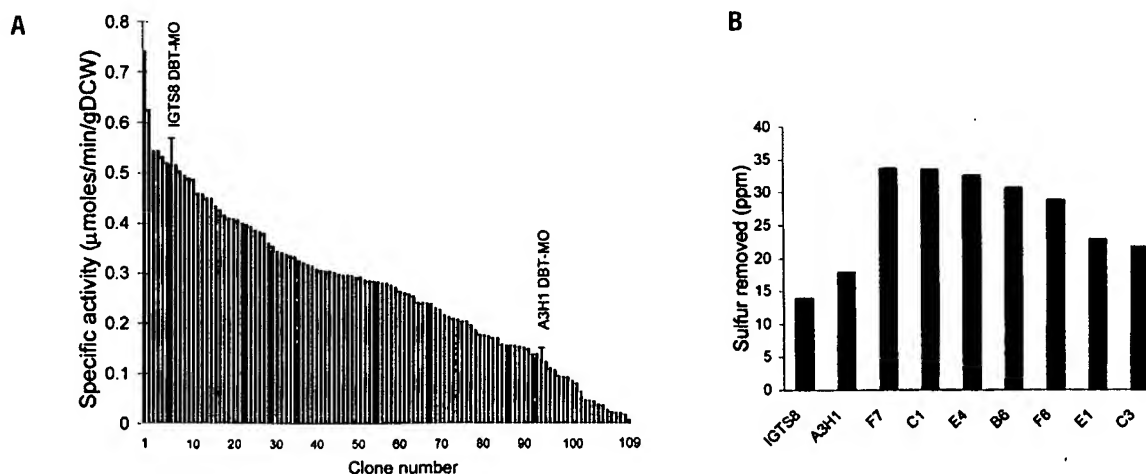 A
Specific activity (µmoles/min/gDCW)
0.8
0.7
0.6
0.5
0.4
0.3
0.2
0.1
0
IGTS8 DBT-MO
A3H1 DBT-MO
1 10 20 30 40 50 60 70 80 90 100 109
Clone number
B
Sulfur removed (ppm)
40
35
30
25
20
15
10
5
0
IGTS8 A3H1 F7 C1 E4 B6 F6 E1 C3